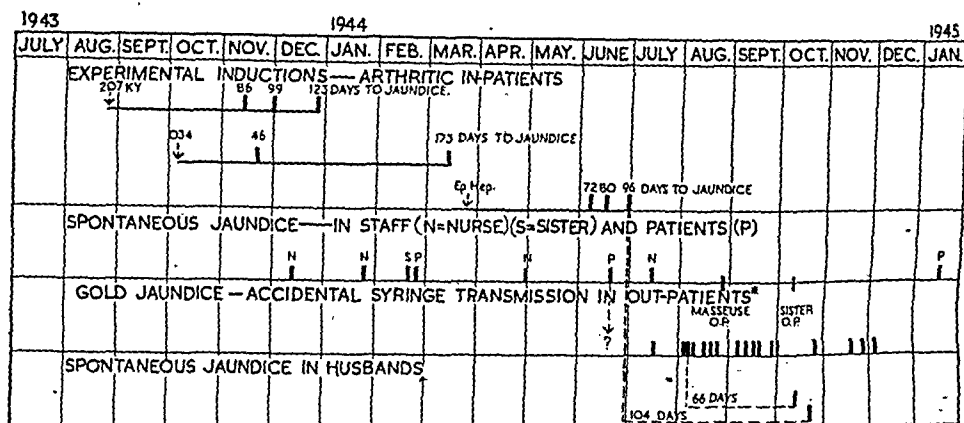 1943 1944 1945
JULY AUG. SEPT. OCT. NOV. DEC. JAN. FEB. MAR. APR. MAY. JUNE JULY AUG. SEPT. OCT. NOV. DEC. JAN.
EXPERIMENTAL INDUCTIONS — ARTHRITIC IN-PATIENTS
207 KY 86 99 123 DAYS TO JAUNDICE.
034 46 173 DAYS TO JAUNDICE
Ep Hep. 72 80 96 DAYS TO JAUNDICE
SPONTANEOUS JAUNDICE — IN STAFF (N=NURSE)(S=SISTER) AND PATIENTS (P)
N N S P N P N P
GOLD JAUNDICE — ACCIDENTAL SYRINGE TRANSMISSION IN OUT-PATIENTS*
MASSEUSE SISTER
O.P. O.P.
?
SPONTANEOUS JAUNDICE IN HUSBANDS
66 DAYS
104 DAYS